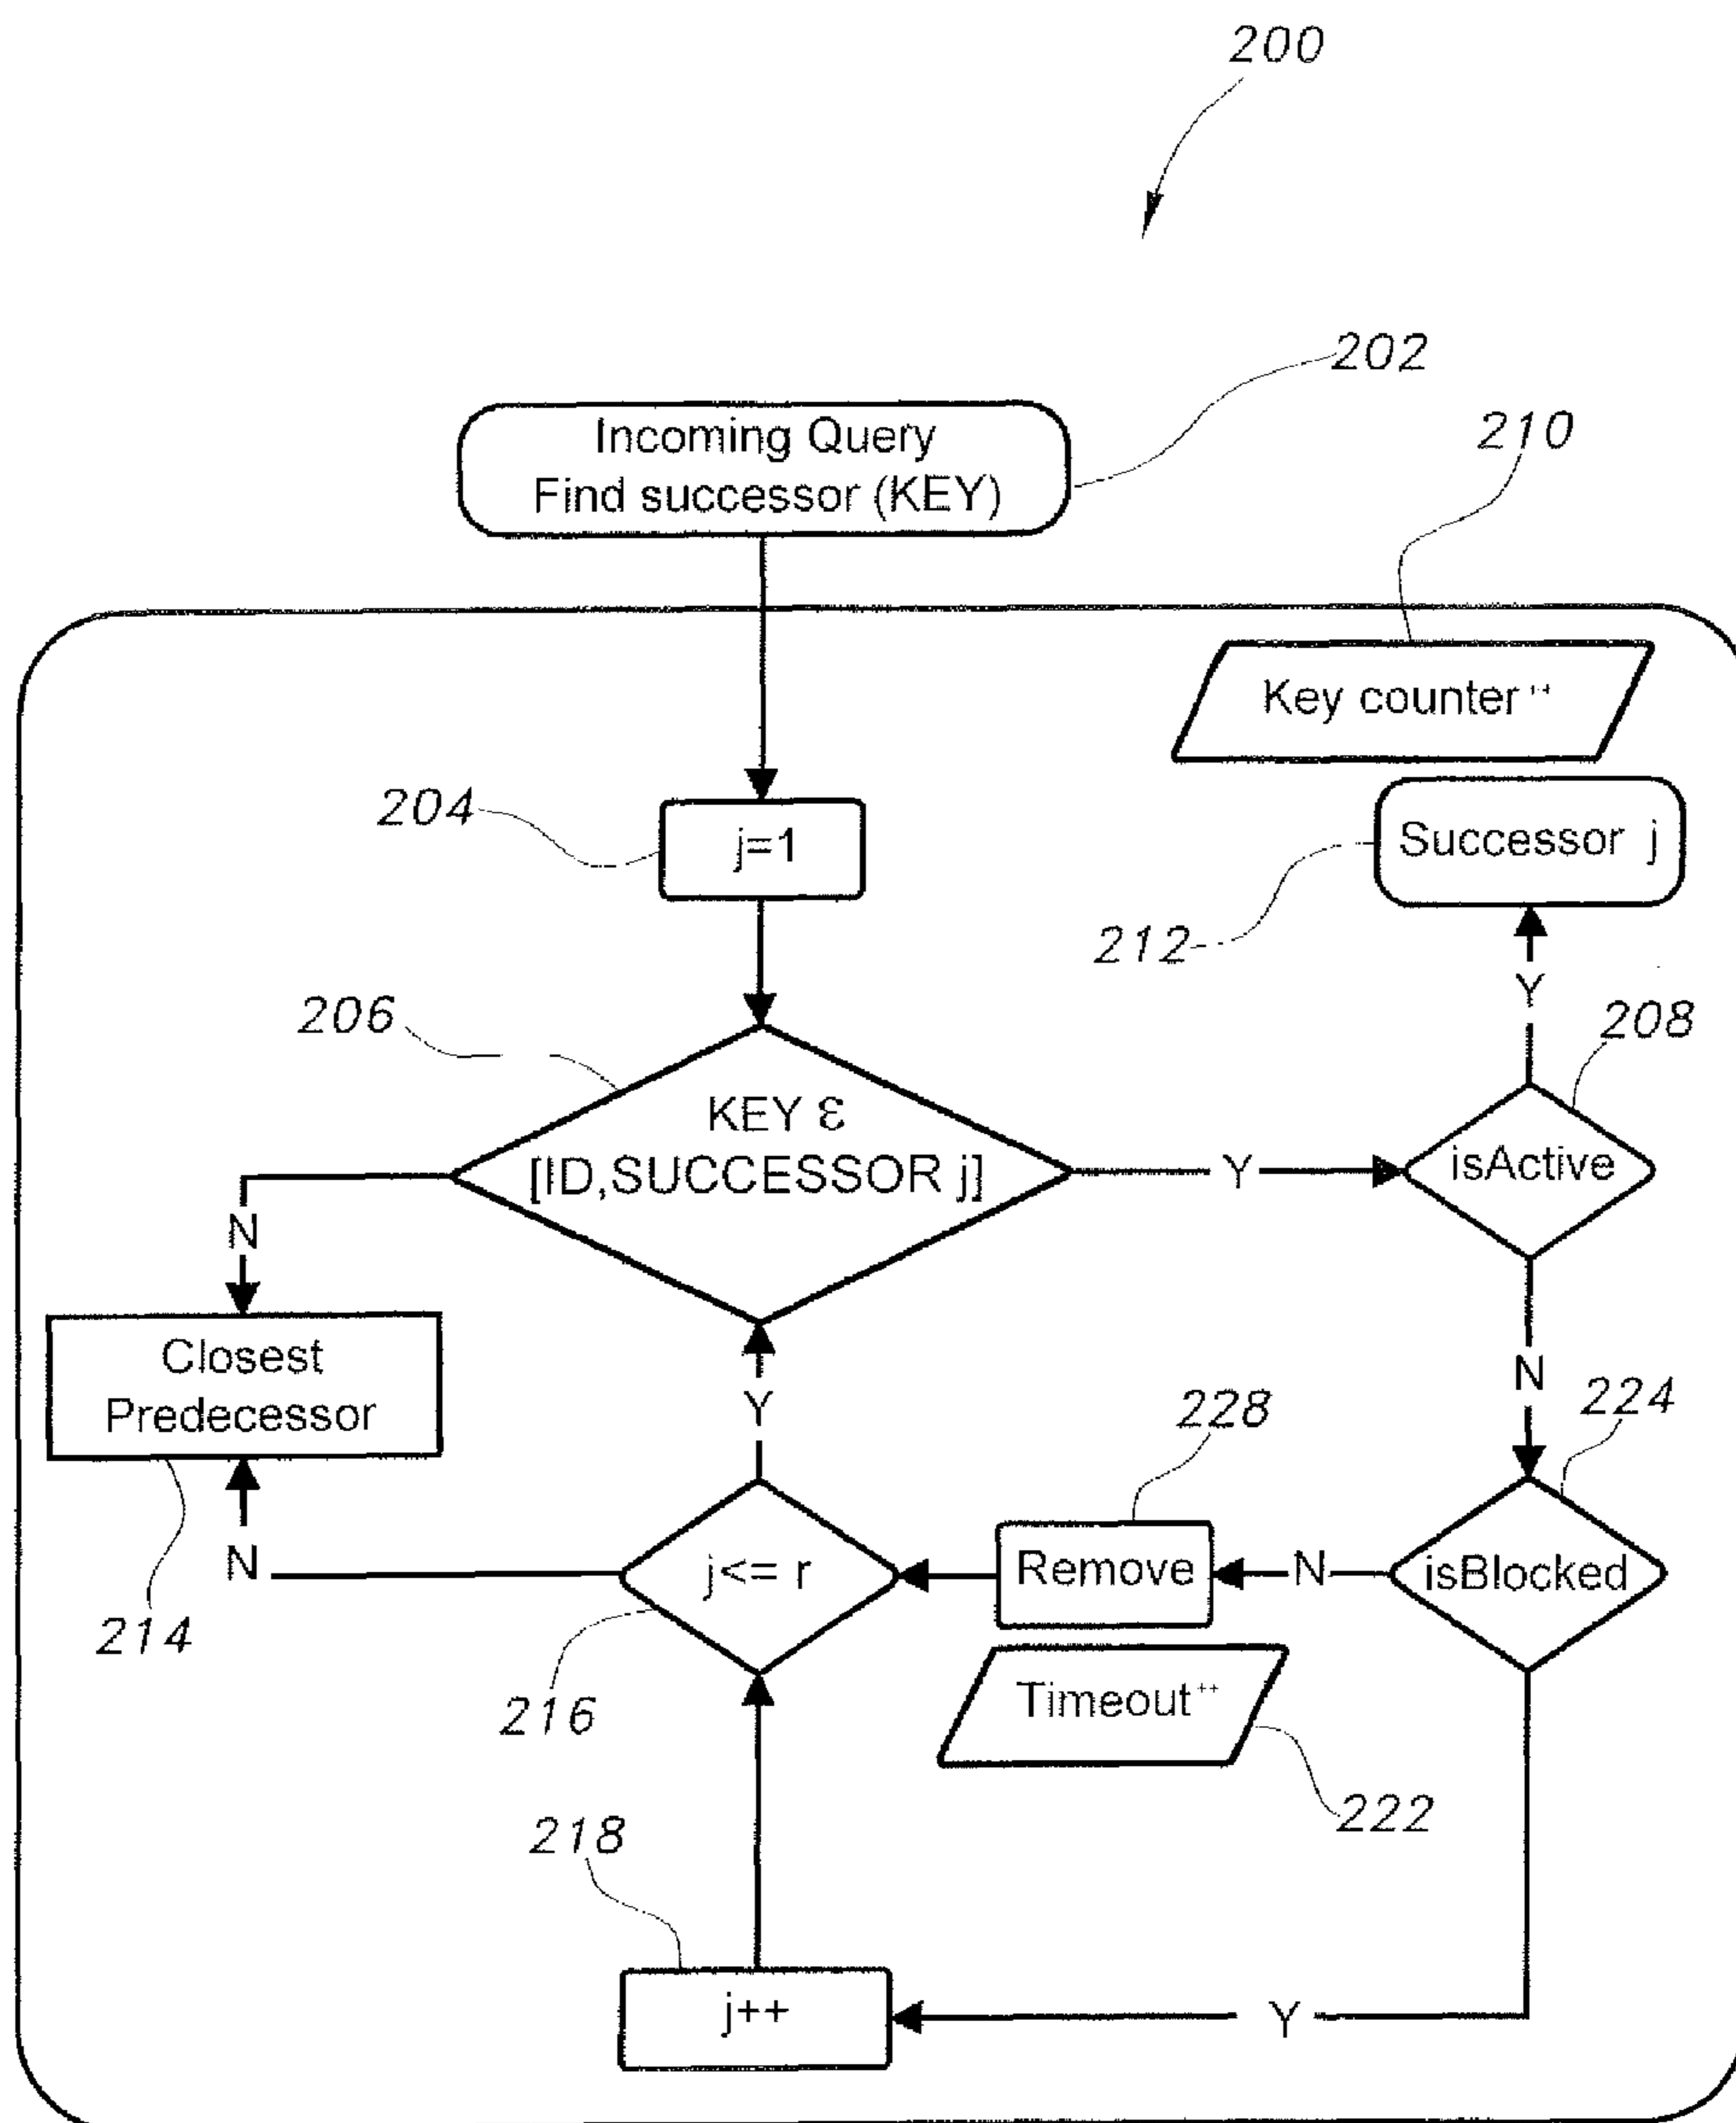 200
202
Incoming Query
Find successor (KEY)
210
Key counter++
204
j=1
Successor j
212
206
208
KEY ε
[ID,SUCCESSOR j]
Y
isActive
Y
N
Closest
Predecessor
N
Y
228
224
j<= r
Remove
N
isBlocked
N
214
216
Timeout++
222
218
j++
Y